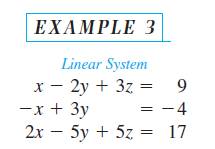 EXAMPLE 3
Linear System
x − 2y + 3z = 9
−x + 3y = −4
2x − 5y + 5z = 17